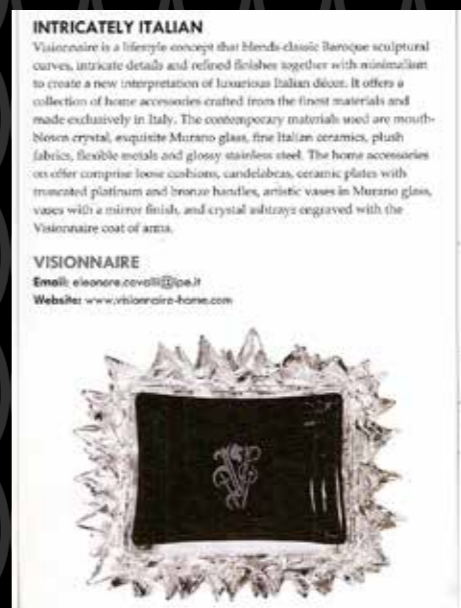 INTRICATELY ITALIAN
Visionnaire is a lifestyle concept that blends classic Baroque sculptural
curves, intricate details and refined finishes together with minimalism
to create a new interpretation of luxurious Italian décor. It offers a
collection of home accessories crafted from the finest materials and
made exclusively in Italy. The contemporary materials used are mouth-
blown crystal, exquisite Murano glass, fine Italian ceramics, plush
fabrics, flexible metals and glossy stainless steel. The home accessories
on offer comprise loose cushions, candelabras, ceramic plates with
truncated platinum and bronze handles, artistic vases in Murano glass,
vases with a mirror finish, and crystal ashtrays engraved with the
Visionnaire coat of arms.
VISIONNAIRE
Email: eleonore.cavalli@ipe.it
Website: www.visionnaire-home.com